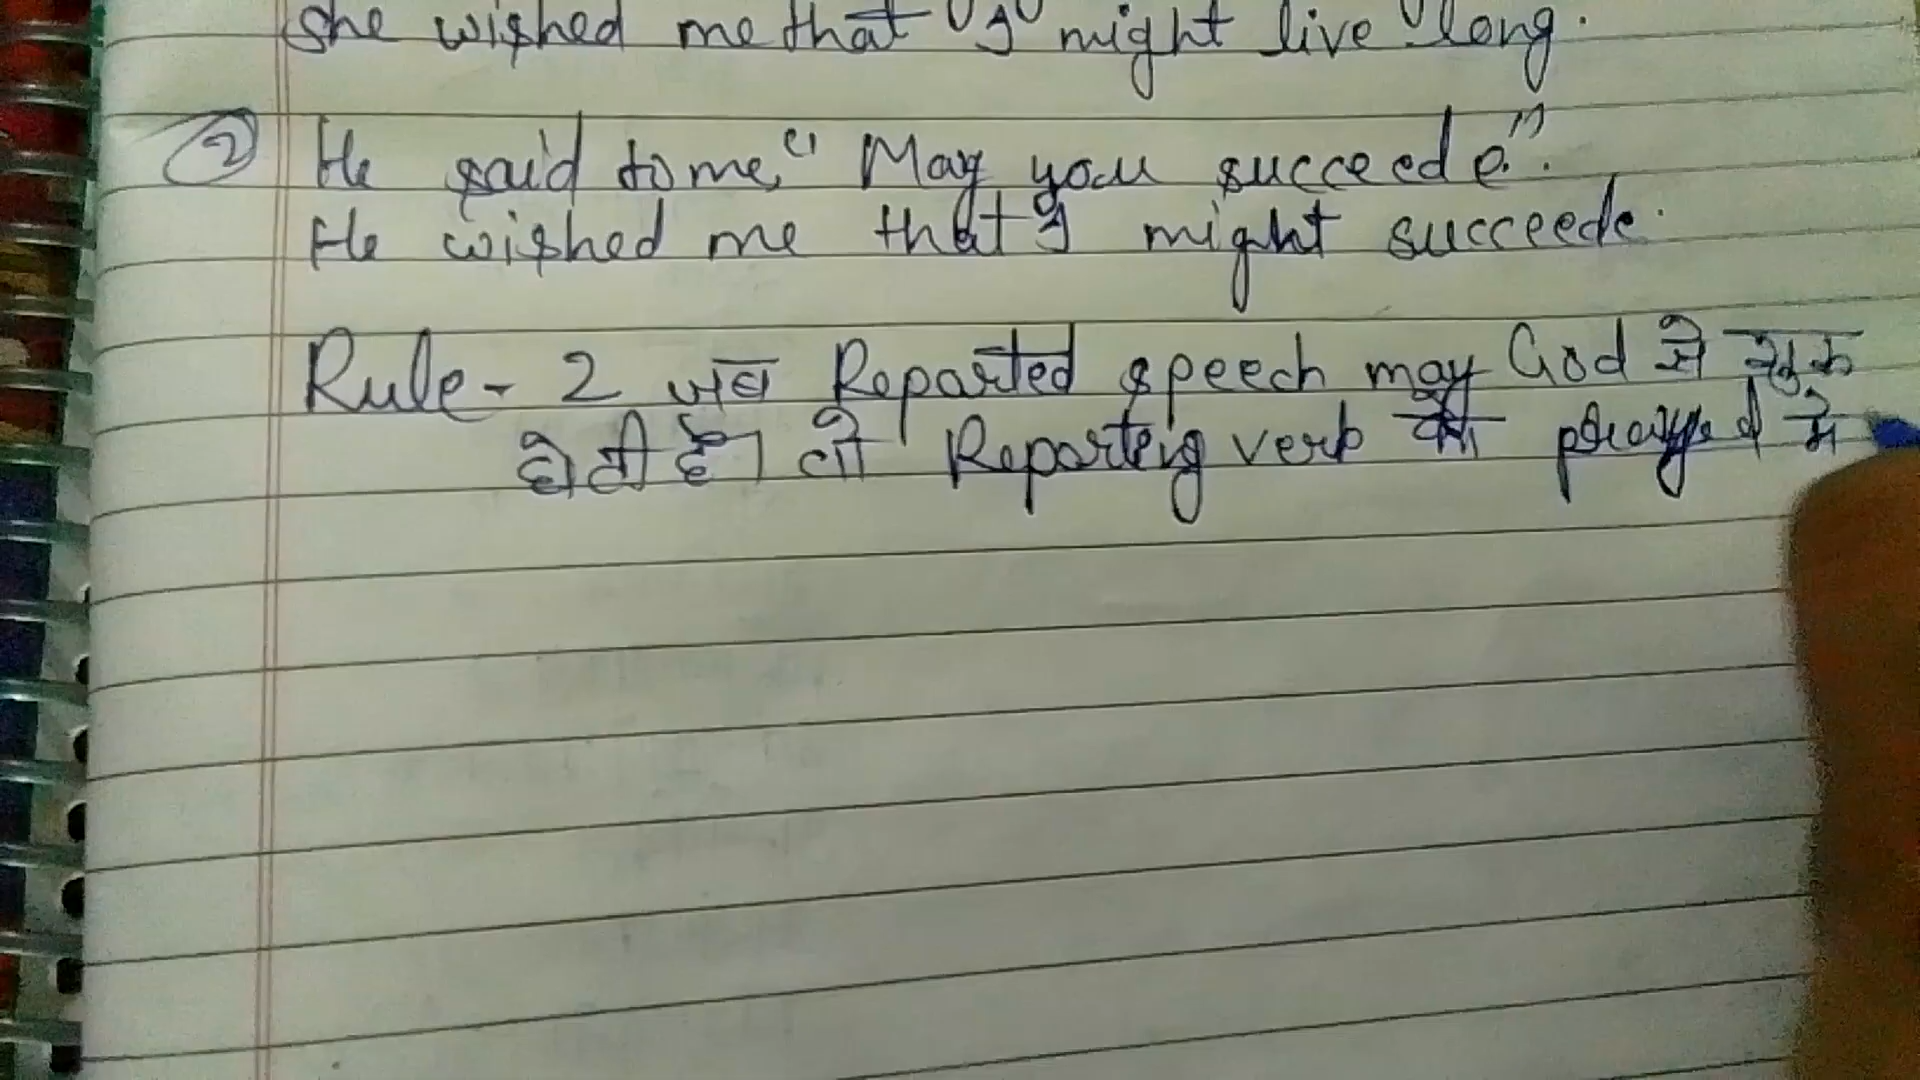 She wished me that I might live long.
② He said to me, "May you succeede.".
He wished me that I might succeede.
Rule- 2 जब Reported speech may God से युक्त
होती है। तो Reporting verb को prayed में